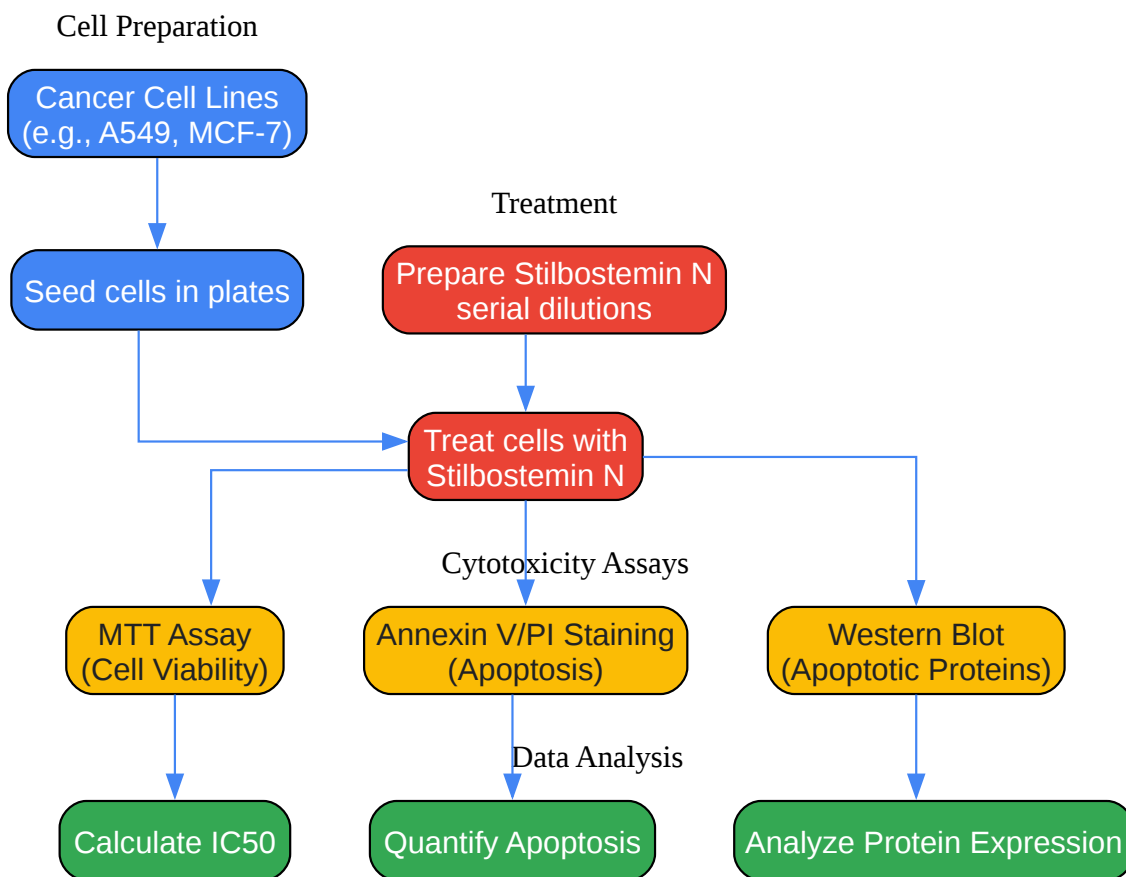 Cell Preparation
Cancer Cell Lines
(e.g., A549, MCF-7)
Seed cells in plates
Treatment
Prepare Stilbostemin N
serial dilutions
Treat cells with
Stilbostemin N
Cytotoxicity Assays
MTT Assay
(Cell Viability)
Annexin V/PI Staining
(Apoptosis)
Western Blot
(Apoptotic Proteins)
Data Analysis
Calculate IC50
Quantify Apoptosis
Analyze Protein Expression